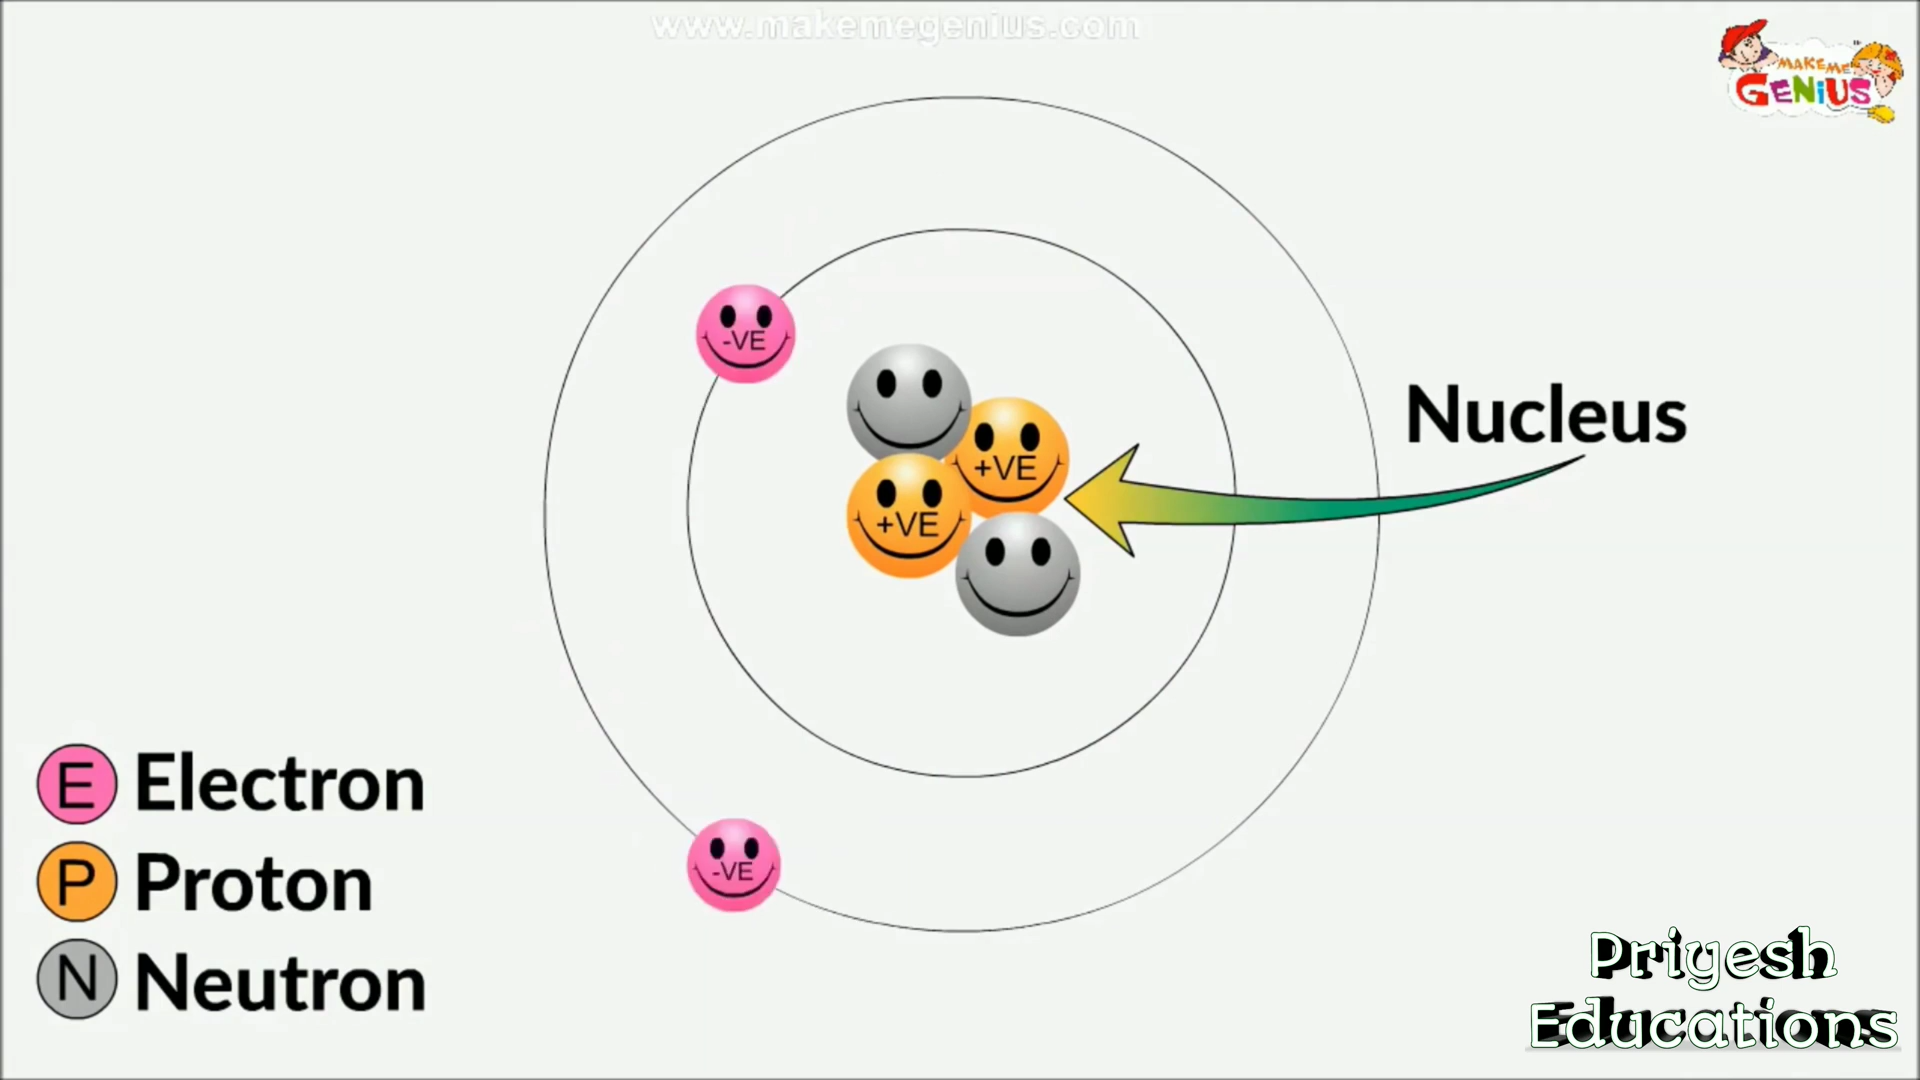 www.makemegenius.com
MAKE ME
GENiUS
-VE
+VE
+VE
Nucleus
-VE
E Electron
P Proton
N Neutron
Priyesh
Educations